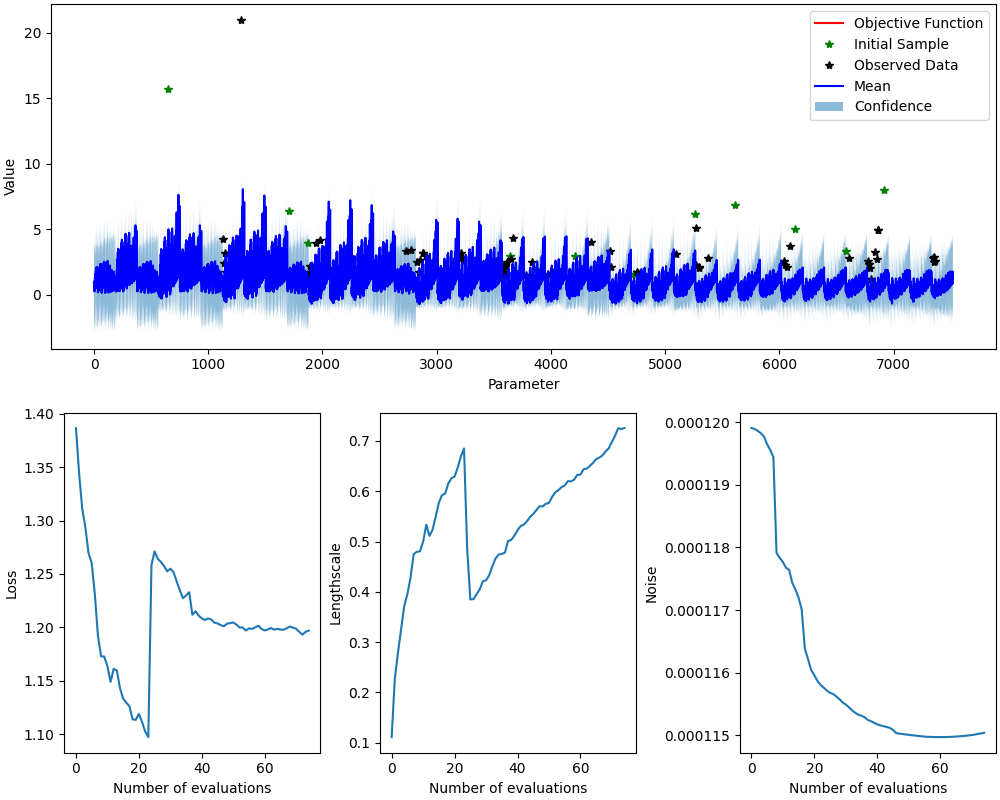 20
15
10
5
0
Value
0 1000 2000 3000 4000 5000 6000 7000
Parameter
Objective Function
Initial Sample
Observed Data
Mean
Confidence
1.40
1.35
1.30
1.25
1.20
1.15
1.10
Loss
0 20 40 60
Number of evaluations
0.7
0.6
0.5
0.4
0.3
0.2
0.1
Lengthscale
0 20 40 60
Number of evaluations
0.000120
0.000119
0.000118
0.000117
0.000116
0.000115
Noise
0 20 40 60
Number of evaluations